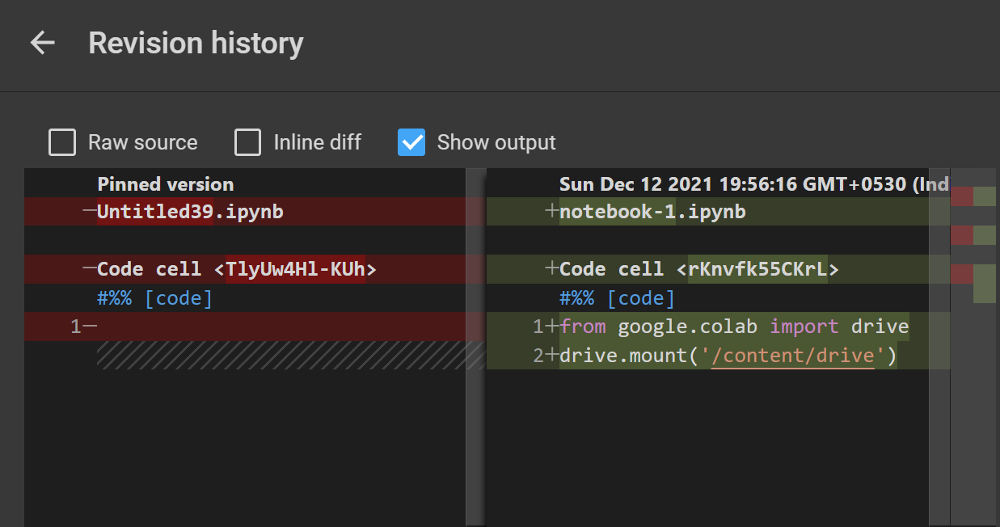 Revision history
Raw source
Inline diff
Show output
Pinned version
—Untitled39.ipynb
—Code cell <TlyUw4Hl-KUh>
#%% [code]
1—
Sun Dec 12 2021 19:56:16 GMT+0530 (Ind
+notebook-1.ipynb
+Code cell <rKnvfk55CKrL>
#%% [code]
1+from google.colab import drive
2+drive.mount('/content/drive')